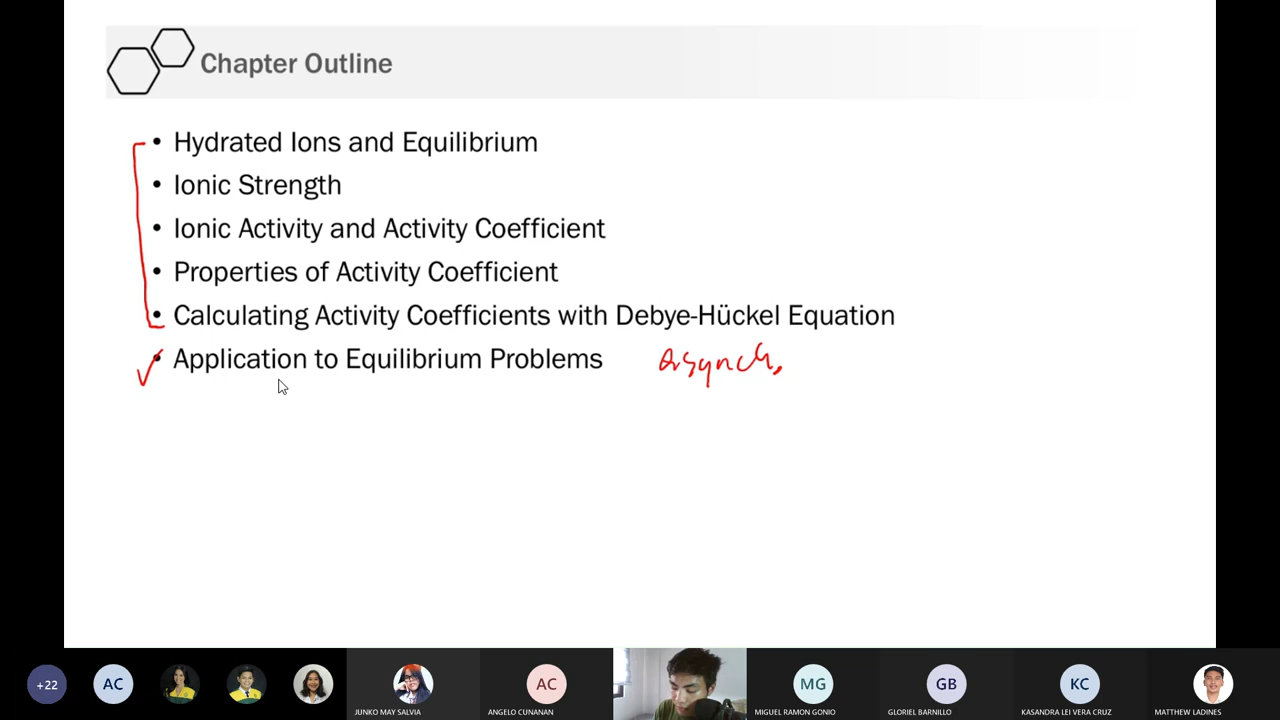 Chapter Outline
• Hydrated Ions and Equilibrium
• Ionic Strength
• Ionic Activity and Activity Coefficient
• Properties of Activity Coefficient
• Calculating Activity Coefficients with Debye-Hückel Equation
• Application to Equilibrium Problems asynch.
+22 AC AC MG GB KC
JUNKO MAY SALVIA ANGELO CUNANAN MIGUEL RAMON GONIO GLORIEL BARNILLO KASANDRA LEI VERA CRUZ MATTHEW LADINES